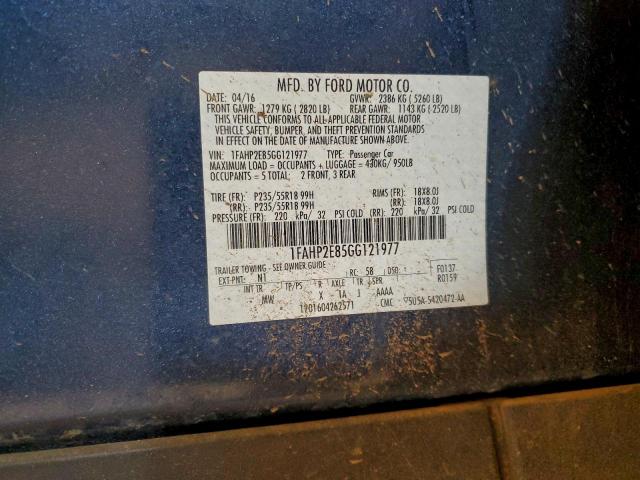 MFD. BY FORD MOTOR CO.
DATE: 04/16 GVWR: 2386 KG ( 5260 LB)
FRONT GAWR: 1279 KG ( 2820 LB) REAR GAWR: 1143 KG ( 2520 LB)
THIS VEHICLE CONFORMS TO ALL APPLICABLE FEDERAL MOTOR
VEHICLE SAFETY, BUMPER, AND THEFT PREVENTION STANDARDS
IN EFFECT ON THE DATE OF MANUFACTURE SHOWN ABOVE.
VIN: 1FAHP2E85GG121977 TYPE: Passenger Car
MAXIMUM LOAD = OCCUPANTS + LUGGAGE = 430KG/ 950LB
OCCUPANTS = 5 TOTAL: 2 FRONT, 3 REAR
TIRE (FR): P235/55R18 99H RIMS (FR): 18X8.0J
(RR): P235/55R18 99H (RR): 18X8.0J
PRESSURE (FR): 220 kPa/ 32 PSI COLD (RR): 220 kPa/ 32 PSI COLD
1FAHP2E85GG121977
TRAILER TOWING - SEE OWNER GUIDE F0137
EXT PNT: N1 RC: 58 DSO: R0159
INT TR TP/PS R AXLE TR SPR
MW X 1A J AAAA
1201604262571 CMC 5U5A-5420472-AA